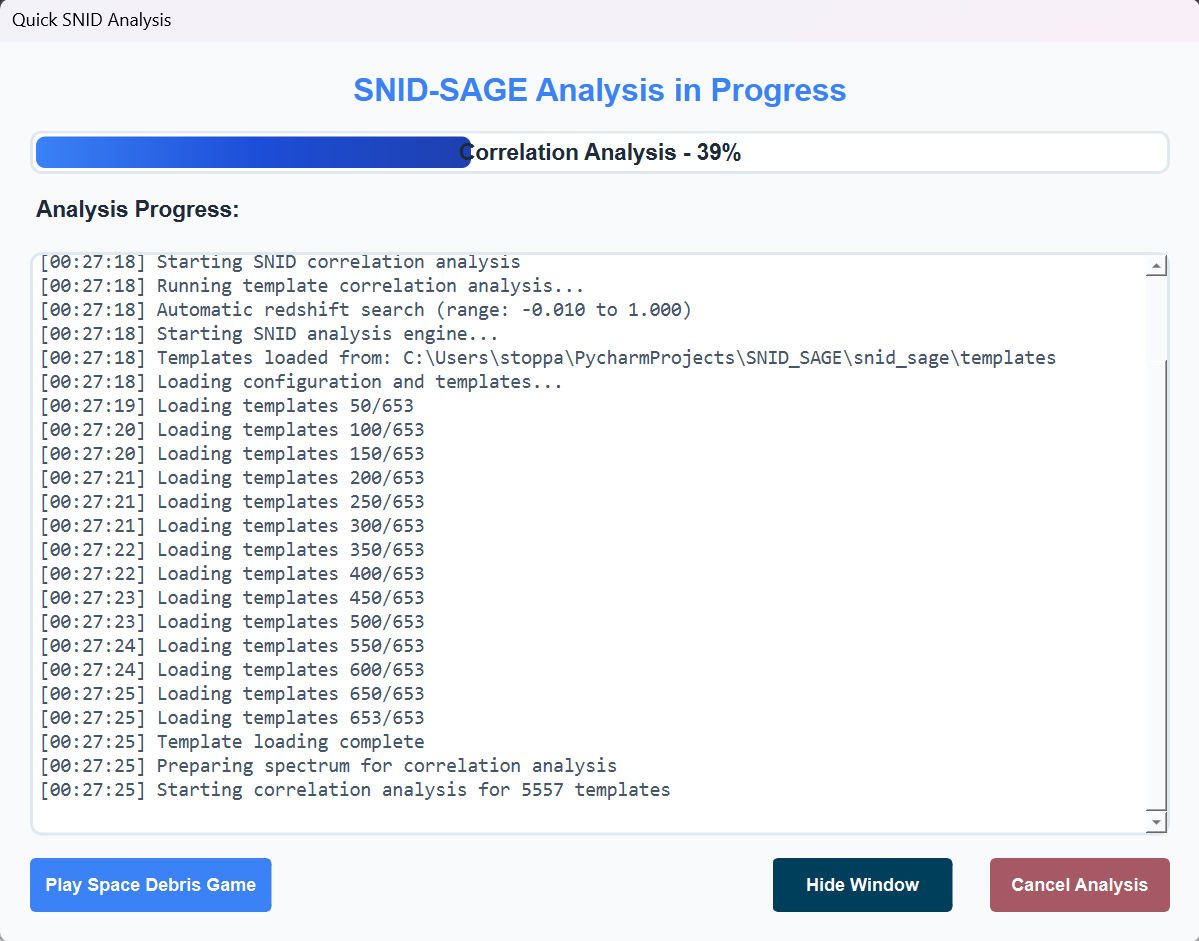 Quick SNID Analysis
SNID-SAGE Analysis in Progress
Correlation Analysis - 39%
Analysis Progress:
[00:27:18] Starting SNID correlation analysis
[00:27:18] Running template correlation analysis...
[00:27:18] Automatic redshift search (range: -0.010 to 1.000)
[00:27:18] Starting SNID analysis engine...
[00:27:18] Templates loaded from: C:\Users\stoppa\PycharmProjects\SNID_SAGE\snid_sage\templates
[00:27:18] Loading configuration and templates...
[00:27:19] Loading templates 50/653
[00:27:20] Loading templates 100/653
[00:27:20] Loading templates 150/653
[00:27:21] Loading templates 200/653
[00:27:21] Loading templates 250/653
[00:27:21] Loading templates 300/653
[00:27:22] Loading templates 350/653
[00:27:22] Loading templates 400/653
[00:27:23] Loading templates 450/653
[00:27:23] Loading templates 500/653
[00:27:24] Loading templates 550/653
[00:27:24] Loading templates 600/653
[00:27:25] Loading templates 650/653
[00:27:25] Loading templates 653/653
[00:27:25] Template loading complete
[00:27:25] Preparing spectrum for correlation analysis
[00:27:25] Starting correlation analysis for 5557 templates
Play Space Debris Game
Hide Window
Cancel Analysis